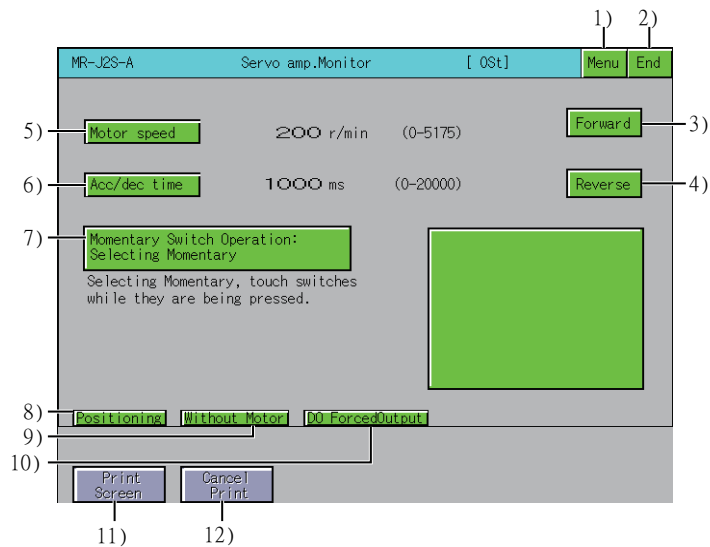 1) 2)
MR-J2S-A Servo amp.Monitor [ 0St] Menu End
5) Motor speed 200 r/min (0-5175) Forward 3)
6) Acc/dec time 1000 ms (0-20000) Reverse 4)
7) Momentary Switch Operation:
Selecting Momentary
Selecting Momentary, touch switches
while they are being pressed.
8) Positioning Without Motor DO ForcedOutput
9)
10)
Print
Screen
Cancel
Print
11) 12)